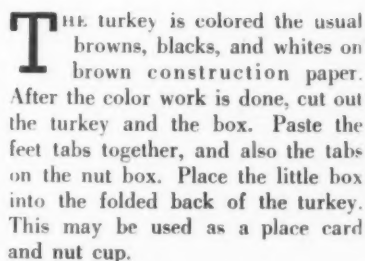 THE turkey is colored the usual
browns, blacks, and whites on
brown construction paper.
After the color work is done, cut out
the turkey and the box. Paste the
feet tabs together, and also the tabs
on the nut box. Place the little box
into the folded back of the turkey.
This may be used as a place card
and nut cup.